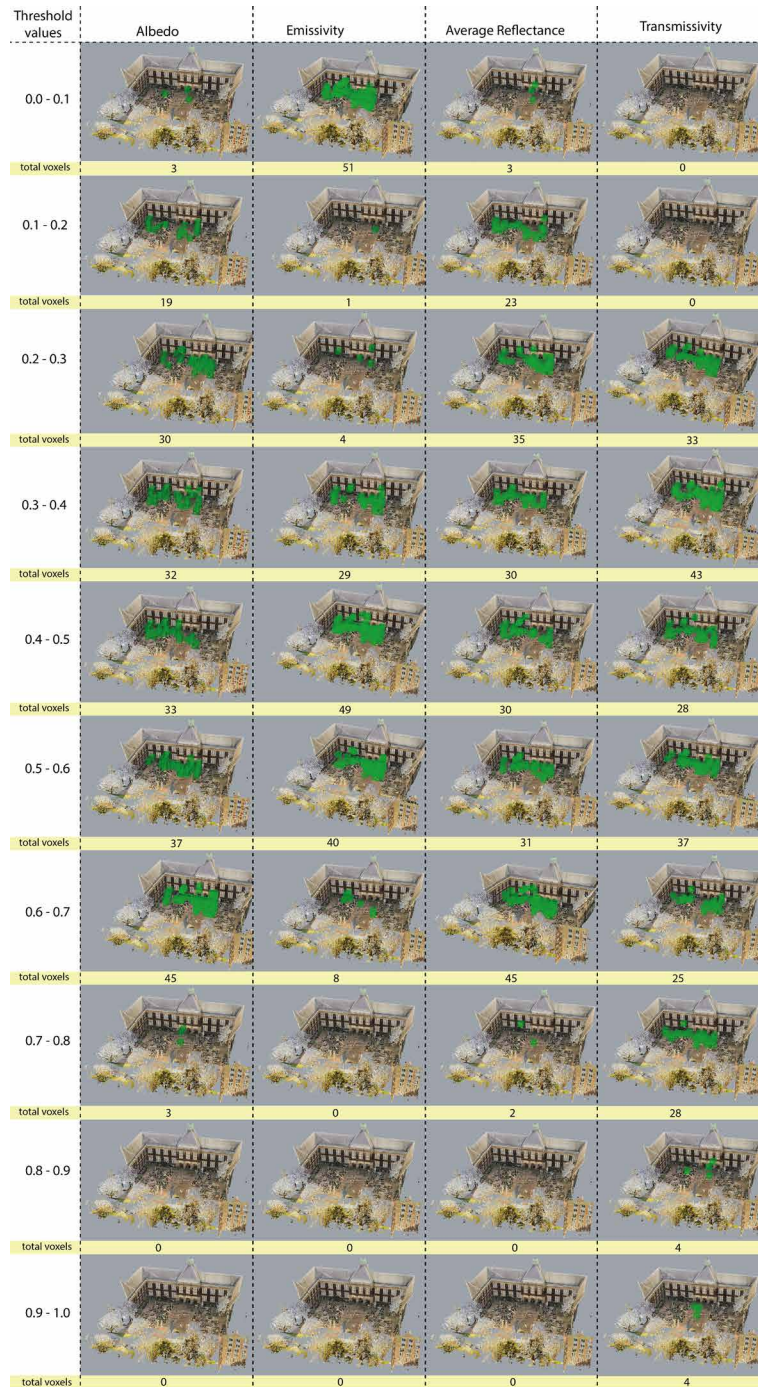 Threshold values Albedo Emissivity Average Reflectance Transmissivity
0.0 - 0.1
total voxels 3 51 3 0
0.1 - 0.2
total voxels 19 1 23 0
0.2 - 0.3
total voxels 30 4 35 33
0.3 - 0.4
total voxels 32 29 30 43
0.4 - 0.5
total voxels 33 49 30 28
0.5 - 0.6
total voxels 37 40 31 37
0.6 - 0.7
total voxels 45 8 45 25
0.7 - 0.8
total voxels 3 0 2 28
0.8 - 0.9
total voxels 0 0 0 4
0.9 - 1.0
total voxels 0 0 0 4